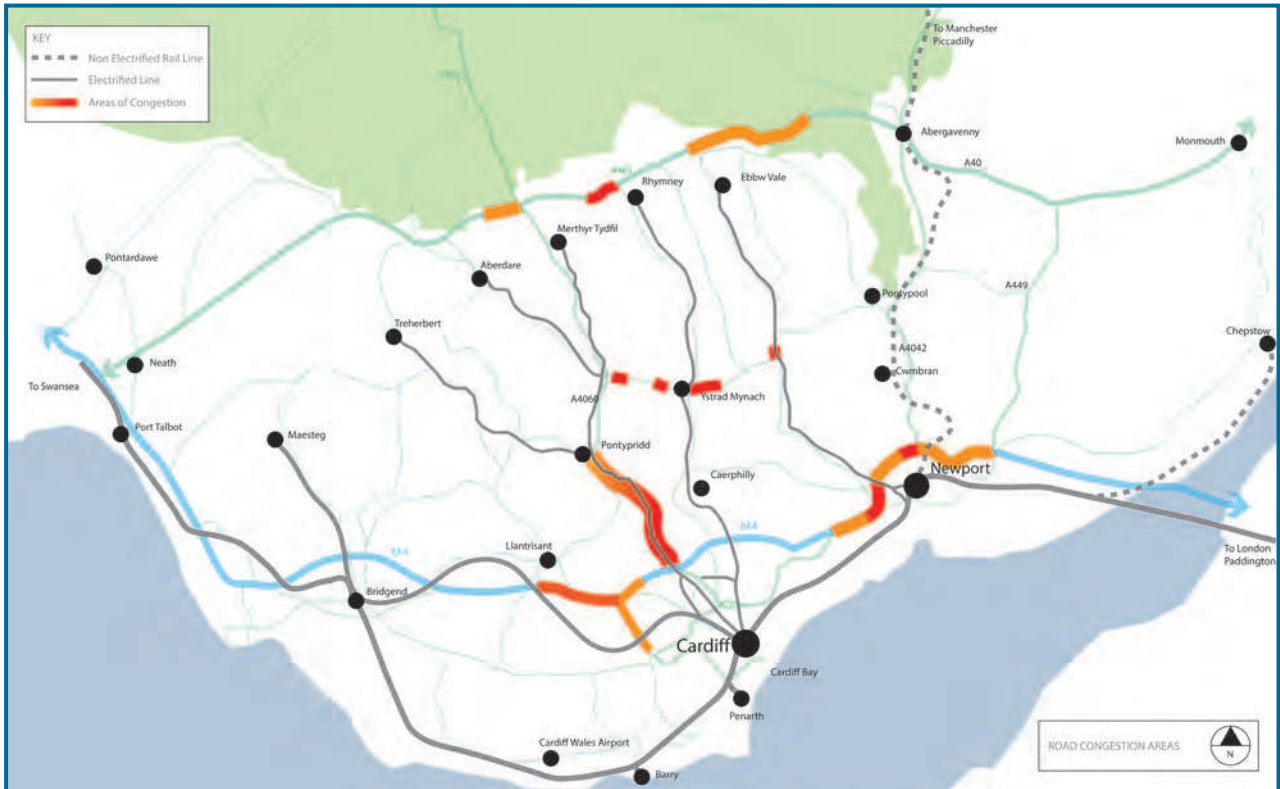 KEY
Non Electrified Rail Line
Electrified Line
Areas of Congestion
To Manchester
Piccadilly
Abergavenny
Monmouth
A40
Rhymney
Ebbw Vale
Merthyr Tydfil
Pontardawe
Aberdare
Pontypool
A449
Treherbert
Chepstow
A4042
Neath
Cwmbran
To Swansea
A4060
Ystrad Mynach
Port Talbot
Maesteg
Pontypridd
Newport
Caerphilly
M4
Llantrisant
M4
To London
Paddington
Bridgend
Cardiff
Cardiff Bay
Penarth
Cardiff Wales Airport
Barry
ROAD CONGESTION AREAS
N